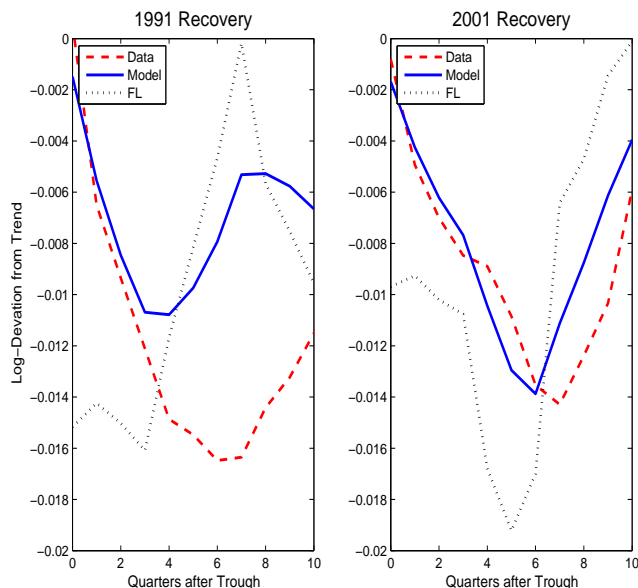 1991 Recovery
0
−0.002
−0.004
−0.006
−0.008
−0.01
−0.012
−0.014
−0.016
−0.018
−0.02
Log−Devation from Trend
Data
Model
FL
0 2 4 6 8 10
Quarters after Trough
2001 Recovery
0
−0.002
−0.004
−0.006
−0.008
−0.01
−0.012
−0.014
−0.016
−0.018
−0.02
Data
Model
FL
0 2 4 6 8 10
Quarters after Trough